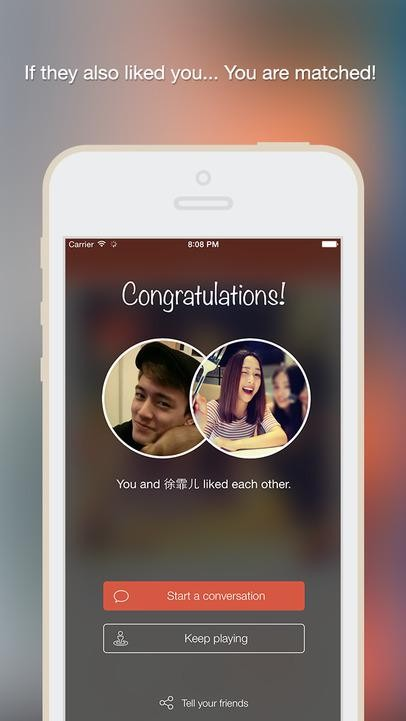 If they also liked you... You are matched!
Carrier 8:08 PM
Congratulations!
You and 徐霏儿 liked each other.
Start a conversation
Keep playing
Tell your friends